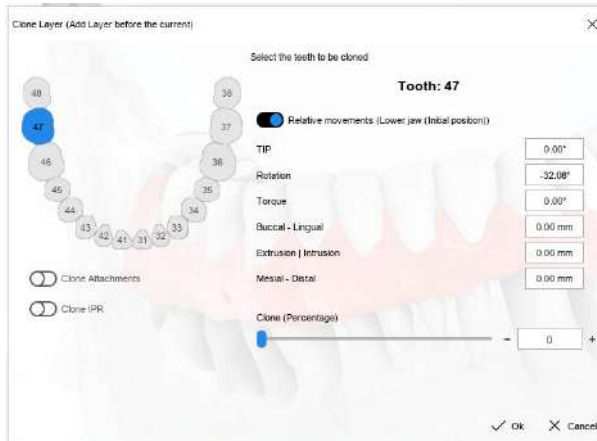 Clone Layer (Add Layer before the current)
Select the teeth to be cloned
Tooth: 47
48
38
47
37
46
36
45
35
44
34
43
33
42
41
31
32
Relative movements (Lower jaw (Initial position))
TIP
0.00°
Rotation
-32.08°
Torque
0.00°
Buccal - Lingual
0.00 mm
Extrusion | Intrusion
0.00 mm
Mesial - Distal
0.00 mm
Clone Attachments
Clone IPR
Clone (Percentage)
- 0 +
Ok
Cancel